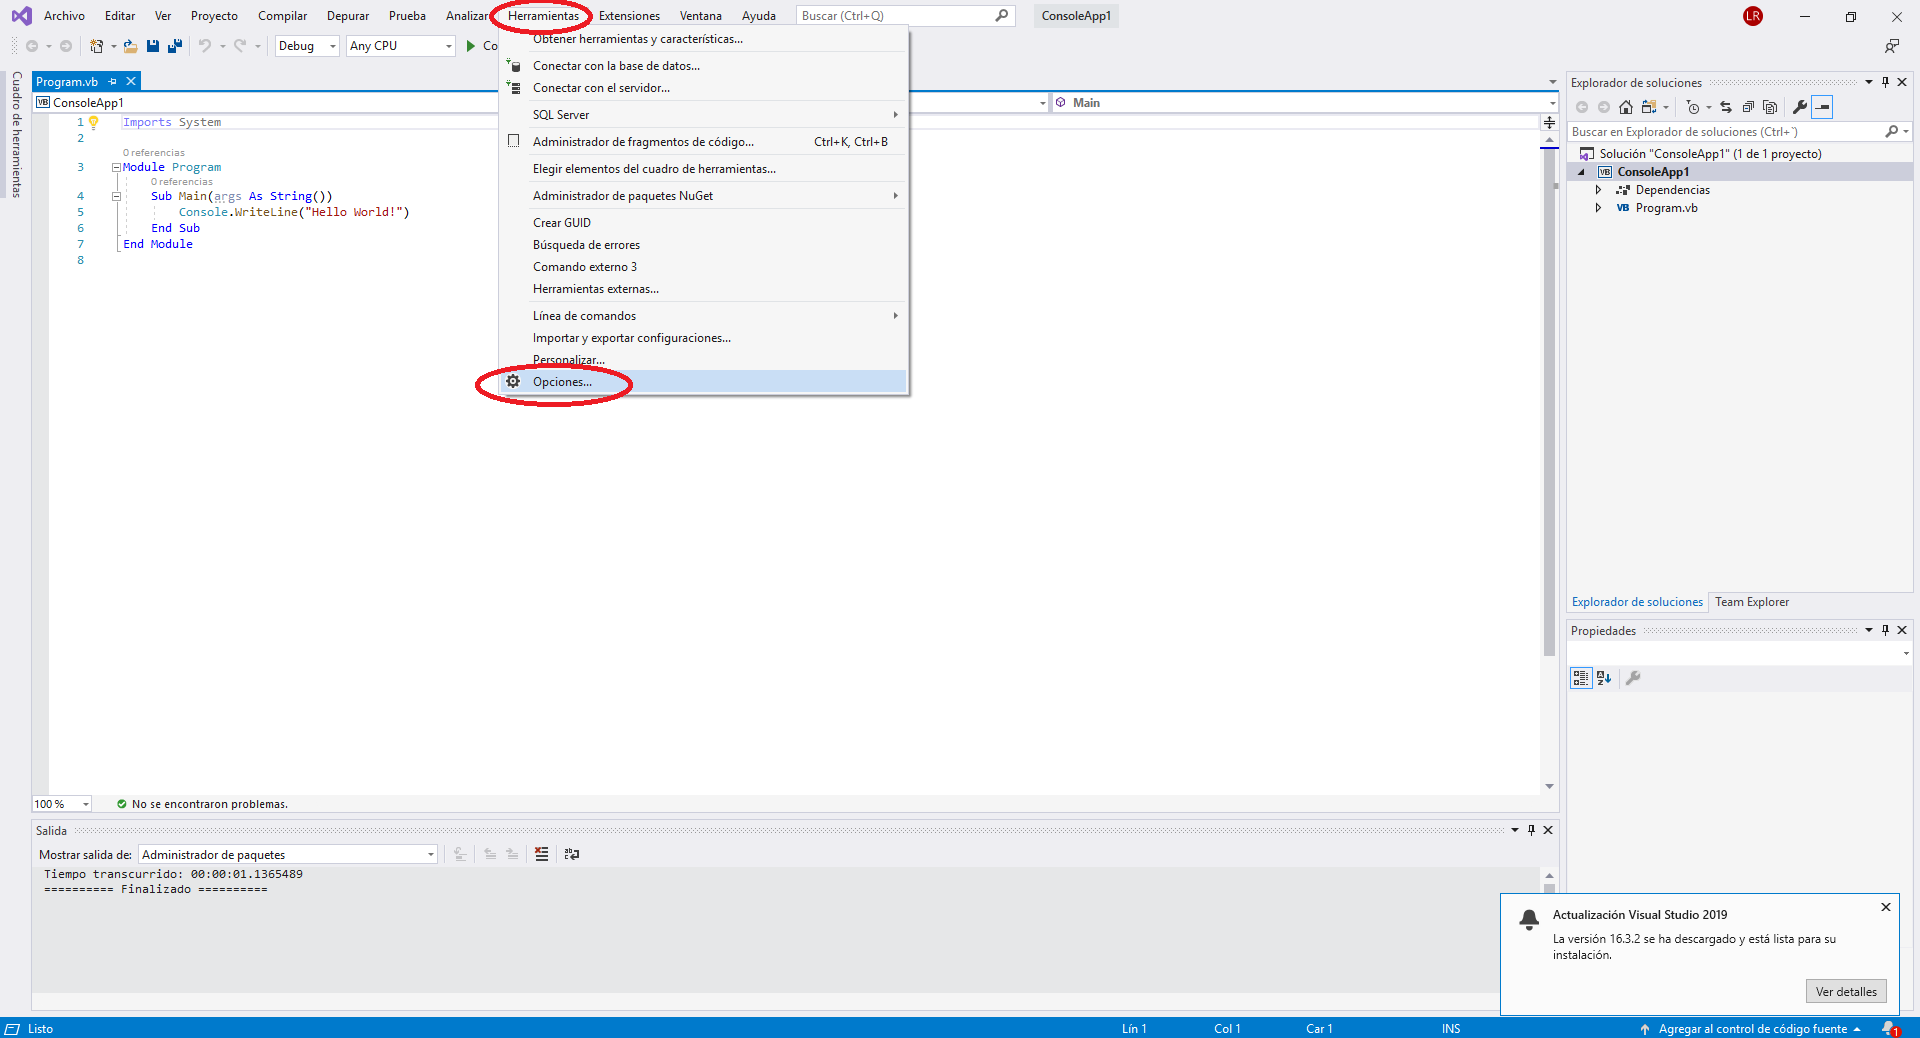 Archivo Editar Ver Proyecto Compilar Depurar Prueba Analizar Herramientas Extensiones Ventana Ayuda Buscar (Ctrl+Q) ConsoleApp1 LR
Debug Any CPU Co
Obtener herramientas y características...
Conectar con la base de datos...
Conectar con el servidor...
SQL Server
Administrador de fragmentos de código... Ctrl+K, Ctrl+B
Elegir elementos del cuadro de herramientas...
Administrador de paquetes NuGet
Crear GUID
Búsqueda de errores
Comando externo 3
Herramientas externas...
Línea de comandos
Importar y exportar configuraciones...
Personalizar...
Opciones...
Cuadro de herramientas
Program.vb
VB ConsoleApp1 Main
1 Imports System
2
0 referencias
3 Module Program
0 referencias
4 Sub Main(args As String())
5 Console.WriteLine("Hello World!")
6 End Sub
7 End Module
8
100 % No se encontraron problemas.
Salida
Mostrar salida de: Administrador de paquetes
Tiempo transcurrido: 00:00:01.1365489
========== Finalizado ==========
Explorador de soluciones
Buscar en Explorador de soluciones (Ctrl+`)
Solución "ConsoleApp1" (1 de 1 proyecto)
VB ConsoleApp1
Dependencias
VB Program.vb
Explorador de soluciones Team Explorer
Propiedades
Actualización Visual Studio 2019
La versión 16.3.2 se ha descargado y está lista para su
instalación.
Ver detalles
Listo Lín 1 Col 1 Car 1 INS Agregar al control de código fuente 1